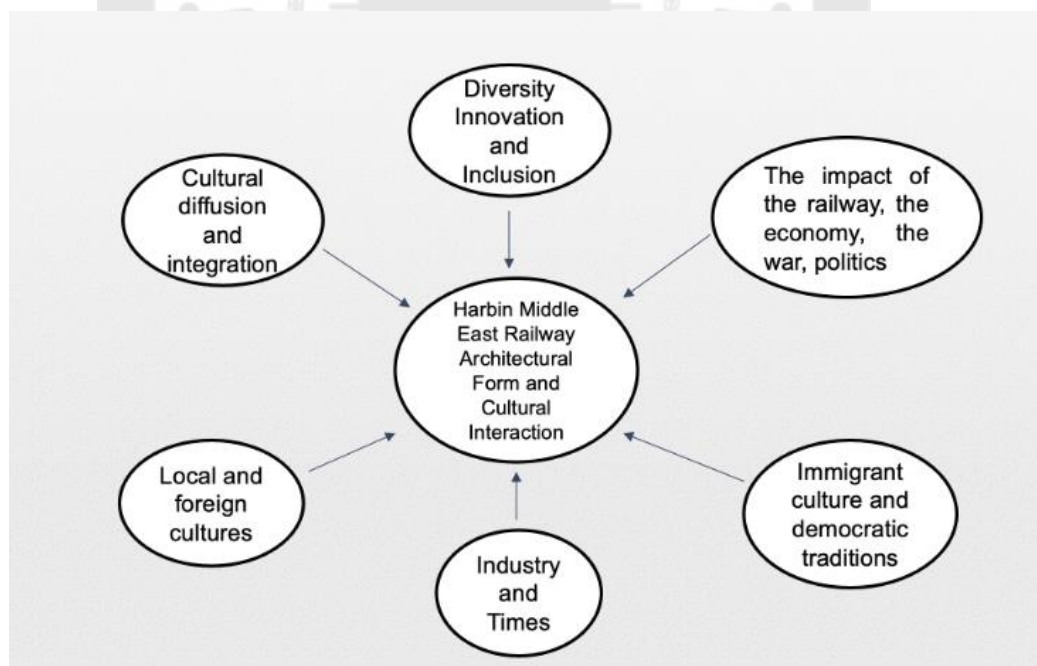 Diversity
Innovation
and
Inclusion
Cultural
diffusion
and
integration
The impact of
the railway, the
economy, the
war, politics
Harbin Middle
East Railway
Architectural
Form and
Cultural
Interaction
Local and
foreign
cultures
Immigrant
culture and
democratic
traditions
Industry
and
Times